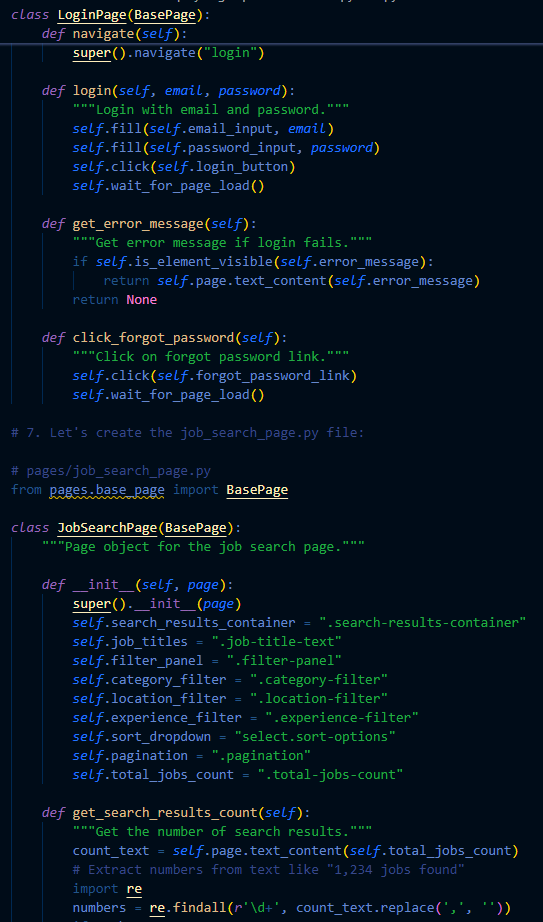 class LoginPage(BasePage):
    def navigate(self):
        super().navigate("login")

    def login(self, email, password):
        """Login with email and password."""
        self.fill(self.email_input, email)
        self.fill(self.password_input, password)
        self.click(self.login_button)
        self.wait_for_page_load()

    def get_error_message(self):
        """Get error message if login fails."""
        if self.is_element_visible(self.error_message):
            return self.page.text_content(self.error_message)
        return None

    def click_forgot_password(self):
        """Click on forgot password link."""
        self.click(self.forgot_password_link)
        self.wait_for_page_load()

# 7. Let's create the job_search_page.py file:

# pages/job_search_page.py
from pages.base_page import BasePage

class JobSearchPage(BasePage):
    """Page object for the job search page."""

    def __init__(self, page):
        super().__init__(page)
        self.search_results_container = ".search-results-container"
        self.job_titles = ".job-title-text"
        self.filter_panel = ".filter-panel"
        self.category_filter = ".category-filter"
        self.location_filter = ".location-filter"
        self.experience_filter = ".experience-filter"
        self.sort_dropdown = "select.sort-options"
        self.pagination = ".pagination"
        self.total_jobs_count = ".total-jobs-count"

    def get_search_results_count(self):
        """Get the number of search results."""
        count_text = self.page.text_content(self.total_jobs_count)
        # Extract numbers from text like "1,234 jobs found"
        import re
        numbers = re.findall(r'\d+', count_text.replace(',', ''))